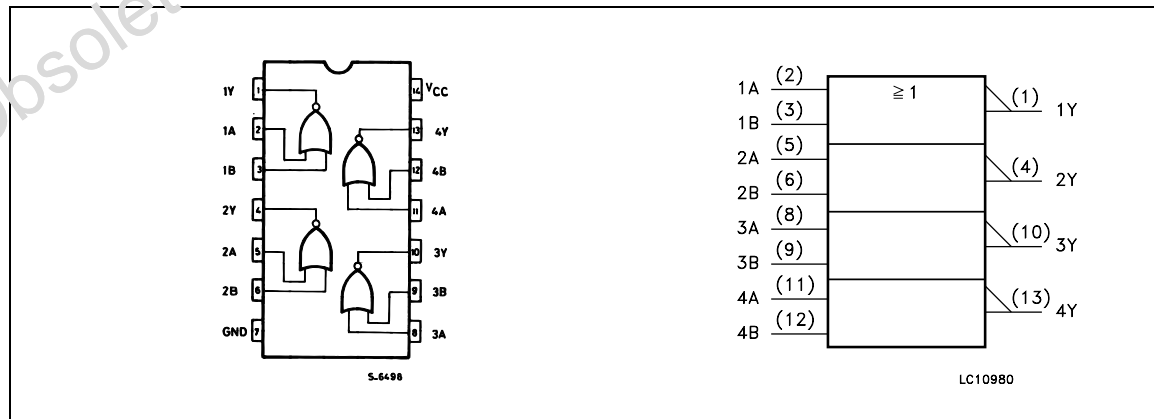 obsolet
1Y 1 14 VCC
1A 2 13 4Y
1B 3 12 4B
2Y 4 11 4A
2A 5 10 3Y
2B 6 9 3B
GND 7 8 3A
S-6498
1A (2) ≧ 1 (1) 1Y
1B (3)
2A (5) (4) 2Y
2B (6)
3A (8) (10) 3Y
3B (9)
4A (11) (13) 4Y
4B (12)
LC10980